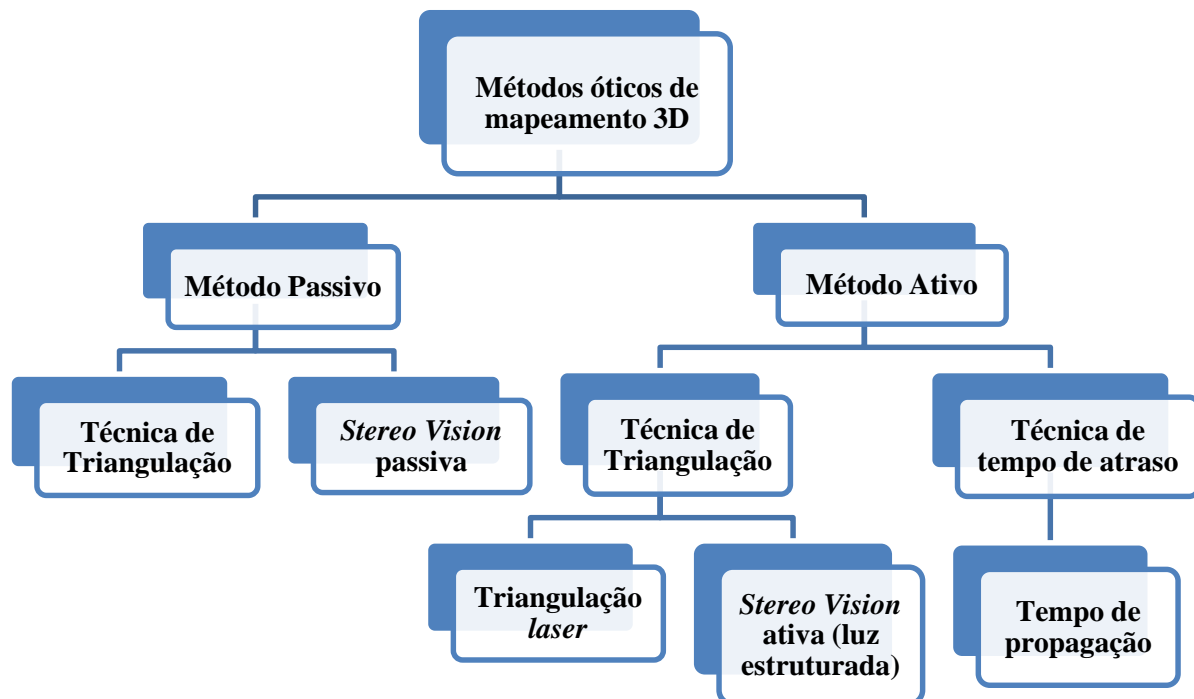 Métodos óticos de
mapeamento 3D
Método Passivo
Método Ativo
Técnica de
Triangulação
Stereo Vision
passiva
Técnica de
Triangulação
Técnica de
tempo de atraso
Triangulação
laser
Stereo Vision
ativa (luz
estruturada)
Tempo de
propagação